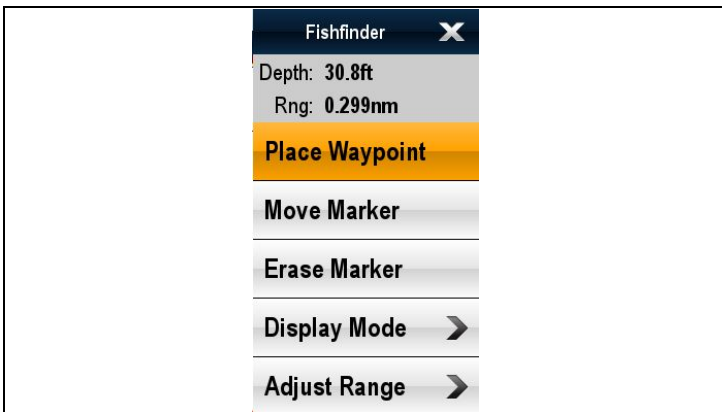 Fishfinder
Depth: 30.8ft
Rng: 0.299nm
Place Waypoint
Move Marker
Erase Marker
Display Mode
Adjust Range